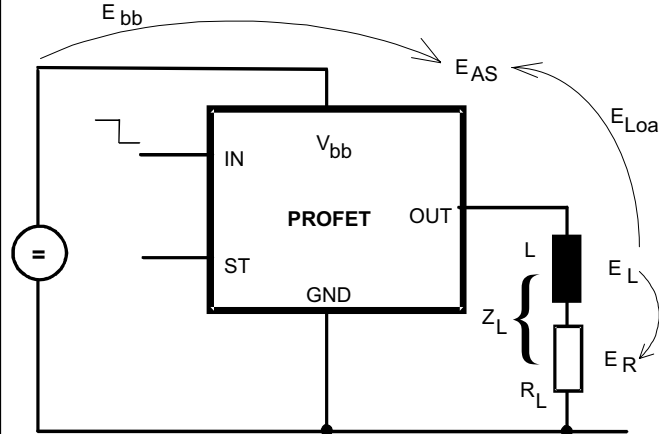 E bb
E AS
E Loa
V bb
IN
PROFET
OUT
L
=
ST
E L
GND
Z L
{
E R
R L